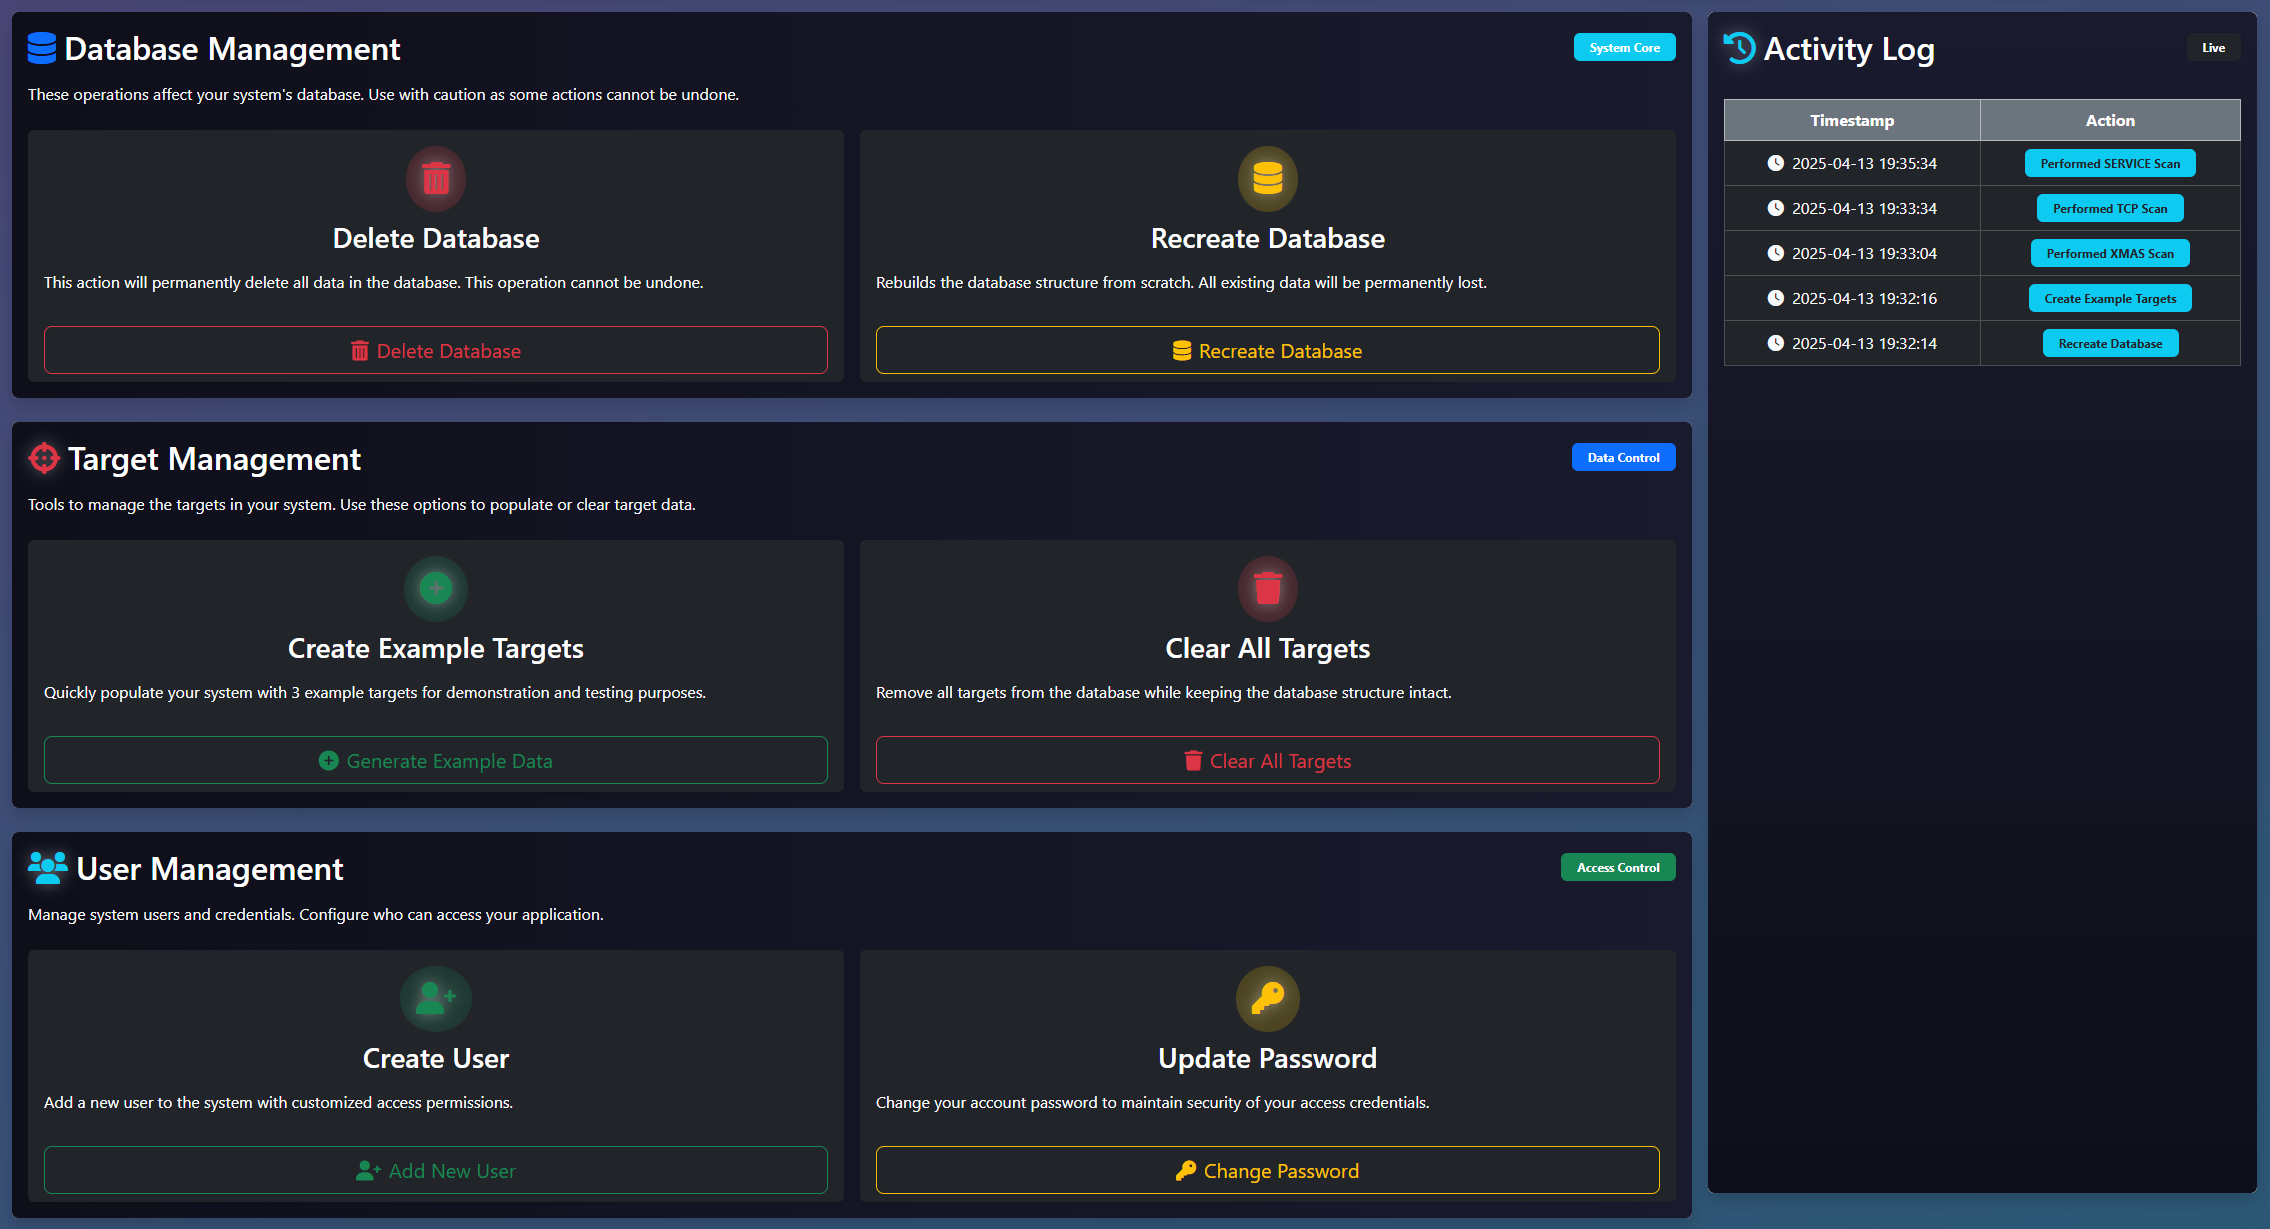 Database Management
System Core
These operations affect your system's database. Use with caution as some actions cannot be undone.
Delete Database
This action will permanently delete all data in the database. This operation cannot be undone.
Delete Database
Recreate Database
Rebuilds the database structure from scratch. All existing data will be permanently lost.
Recreate Database
Target Management
Data Control
Tools to manage the targets in your system. Use these options to populate or clear target data.
Create Example Targets
Quickly populate your system with 3 example targets for demonstration and testing purposes.
Generate Example Data
Clear All Targets
Remove all targets from the database while keeping the database structure intact.
Clear All Targets
User Management
Access Control
Manage system users and credentials. Configure who can access your application.
Create User
Add a new user to the system with customized access permissions.
Add New User
Update Password
Change your account password to maintain security of your access credentials.
Change Password
Activity Log
Live
Timestamp Action
2025-04-13 19:35:34 Performed SERVICE Scan
2025-04-13 19:33:34 Performed TCP Scan
2025-04-13 19:33:04 Performed XMAS Scan
2025-04-13 19:32:16 Create Example Targets
2025-04-13 19:32:14 Recreate Database